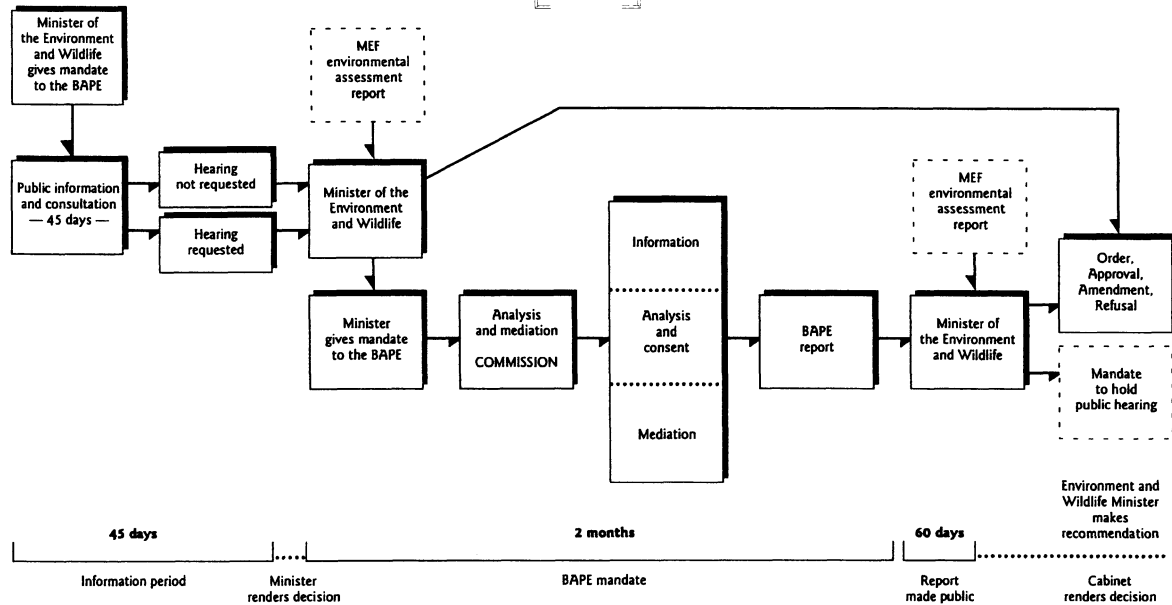 Minister of
the Environment
and Wildlife
gives mandate
to the BAPE
MEF
environmental
assessment
report
Public information
and consultation
— 45 days —
Hearing
not requested
Hearing
requested
Minister of the
Environment
and Wildlife
Minister
gives mandate
to the BAPE
Analysis
and mediation
COMMISSION
Information
Analysis
and
consent
Mediation
BAPE
report
MEF
environmental
assessment
report
Minister of
the Environment
and Wildlife
Order,
Approval,
Amendment,
Refusal
Mandate
to hold
public hearing
Environment and
Wildlife Minister
makes
recommendation
45 days
2 months
60 days
Information period
Minister
renders decision
BAPE mandate
Report
made public
Cabinet
renders decision